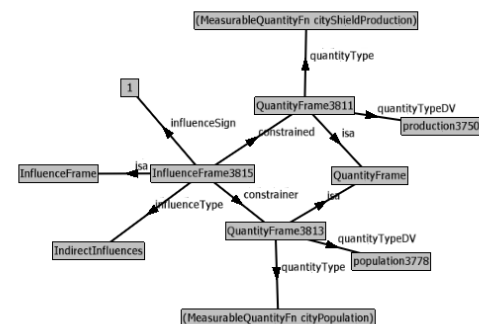 (MeasurableQuantityFn cityShieldProduction)
quantityType
1
QuantityFrame3811
quantityTypeDV
influenceSign
production3750
constrained
isa
isa
InfluenceFrame
InfluenceFrame3815
QuantityFrame
constrainer
isa
influenceType
QuantityFrame3813
quantityTypeDV
IndirectInfluences
population3778
quantityType
(MeasurableQuantityFn cityPopulation)